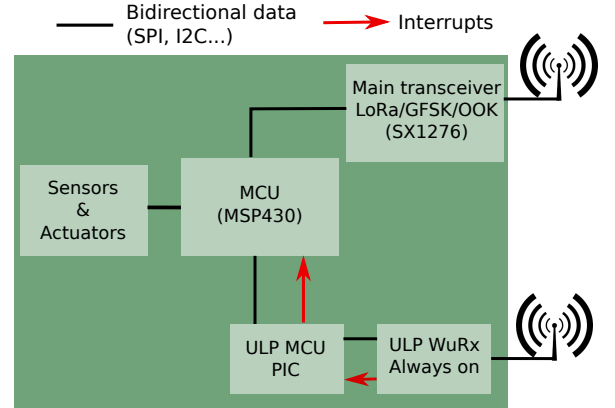 Bidirectional data
(SPI, I2C...)
Interrupts
Main transceiver
LoRa/GFSK/OOK
(SX1276)
Sensors
&
Actuators
MCU
(MSP430)
ULP MCU
PIC
ULP WuRx
Always on